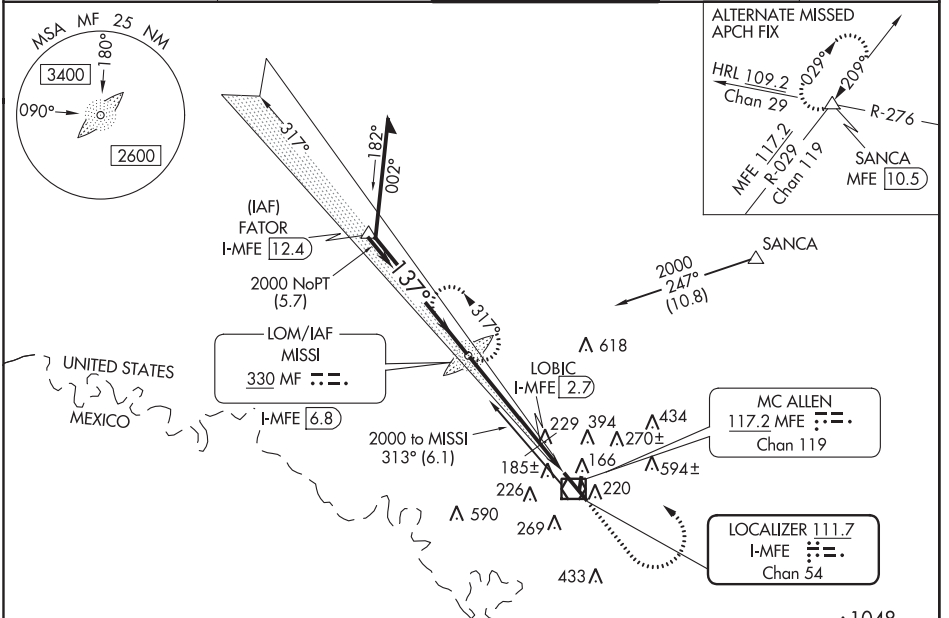 MSA MF 25 NM
180°
3400
090°
2600
317°
182°
002°
(IAF)
FATOR
I-MFE 12.4
2000 NoPT
(5.7)
137°
317°
LOM/IAF
MISSI
330 MF
I-MFE 6.8
UNITED STATES
MEXICO
2000 to MISSI
313° (6.1)
LOBIC
I-MFE 2.7
ALTERNATE MISSED
APCH FIX
HRL 109.2
Chan 29
029°
209°
R-276
MFE 117.2
R-029
Chan 119
SANCA
MFE 10.5
SANCA
2000
247°
(10.8)
618
229
394
434
270±
185±
166
594±
226
220
590
269
433
MC ALLEN
117.2 MFE
Chan 119
LOCALIZER 111.7
I-MFE
Chan 54
1048